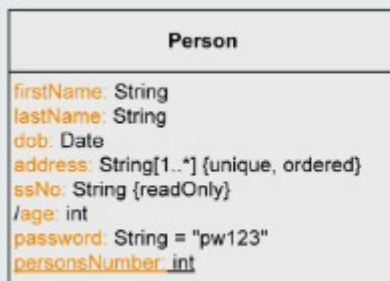 Person
firstName: String
lastName: String
dob: Date
address: String[1..*] {unique, ordered}
ssNo: String {readOnly}
/age: int
password: String = "pw123"
personsNumber: int